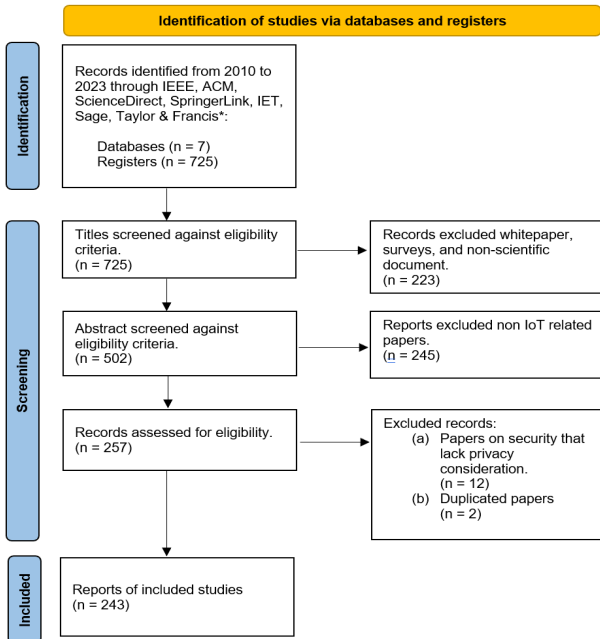 Identification of studies via databases and registers
Identification
Records identified from 2010 to
2023 through IEEE, ACM,
ScienceDirect, SpringerLink, IET,
Sage, Taylor & Francis*:
Databases (n = 7)
Registers (n = 725)
Screening
Titles screened against eligibility
criteria.
(n = 725)
Records excluded whitepaper,
surveys, and non-scientific
document.
(n = 223)
Abstract screened against
eligibility criteria.
(n = 502)
Reports excluded non IoT related
papers.
(n = 245)
Records assessed for eligibility.
(n = 257)
Excluded records:
(a) Papers on security that
lack privacy
consideration.
(n = 12)
(b) Duplicated papers
(n = 2)
Included
Reports of included studies
(n = 243)